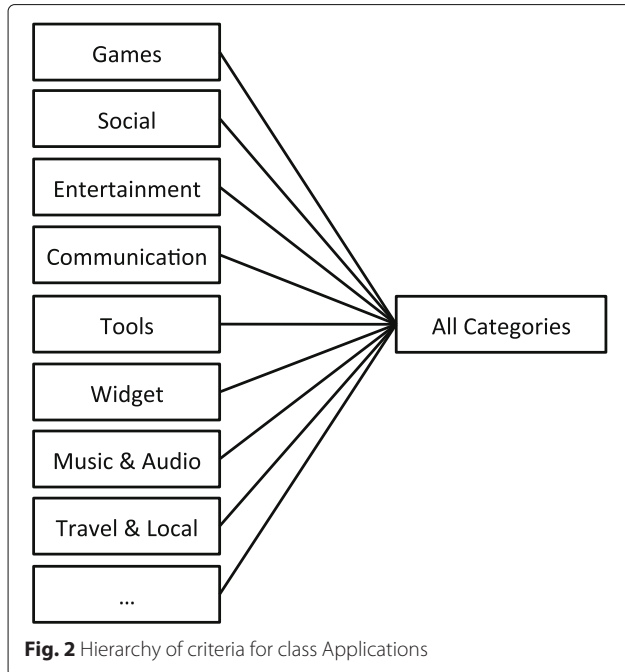 Games
Social
Entertainment
Communication
Tools
Widget
Music & Audio
Travel & Local
...
All Categories
Fig. 2 Hierarchy of criteria for class Applications